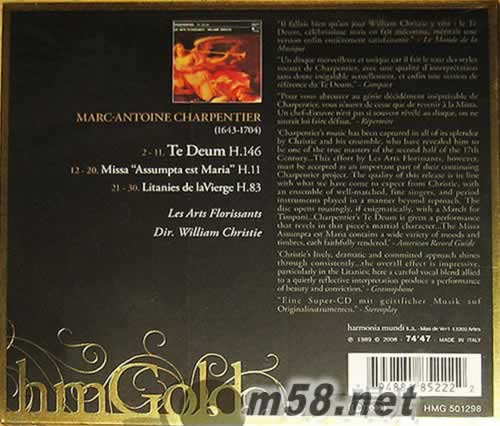 MARC-ANTOINE CHARPENTIER
(1643-1704)
2 - 11. Te Deum H.146
12 - 20. Missa "Assumpta est Maria" H.11
21 - 30. Litanies de laVierge H.83
Les Arts Florissants
Dir. William Christie
"Il fallait bien qu'un jour William Christie y vînt : le Te
Deum, célébrissime mais en fait méconnu, méritait une
version enfin entièrement satisfaisante." - Le Monde de la
Musique
"Un disque merveilleux et unique car il fait le tour des styles
vocaux de Charpentier, avec une qualité d'interprétation
sans doute inégalable actuellement, et enfin une version de
référence du Te Deum." - Compact
"Pour vous abreuver au génie décidément inépuisable de
Charpentier, vous n'aurez de cesse que de revenir à la Missa.
Un chef-d'œuvre n'est pas si souvent révélé au disque, on ne
saurait lui faire défaut." - Répertoire
'Charpentier's music has been captured in all of its splendor
by Christie and his ensemble, who have revealed him to
be one of the true masters of the second half of the 17th
Century...This effort by Les Arts Florissants, however,
must be accepted as an important part of their continuing
Charpentier project. The quality of this release is in line
with what we have come to expect from Christie, with
an ensemble of well-matched, fine singers, and period
instruments played in a manner beyond reproach. The
disc opens rousingly, if enigmatically, with a March for
Timpani...Charpentier's Te Deum is given a performance
that revels in that piece's martial character...The Missa
Assumpta est Maria contains a wide variety of moods and
timbres, each faithfully rendered.' - American Record Guide
'Christie's lively, dramatic and committed approach shines
through consistently...the overall effect is impressive,
particularly in the Litanies; here a careful vocal blend allied
to a quietly reflective interpretation produce a performance
of beauty and conviction.' - Gramophone
"Eine Super-CD mit geistlicher Musik auf
Originalinstrumenten." - Stereoplay
harmonia mundi s.a. - Mas de Vert 13200 Arles
℗ 1989 © 2008 - 74'47 - MADE IN ITALY
HMG 501298
hmGold
m58.net